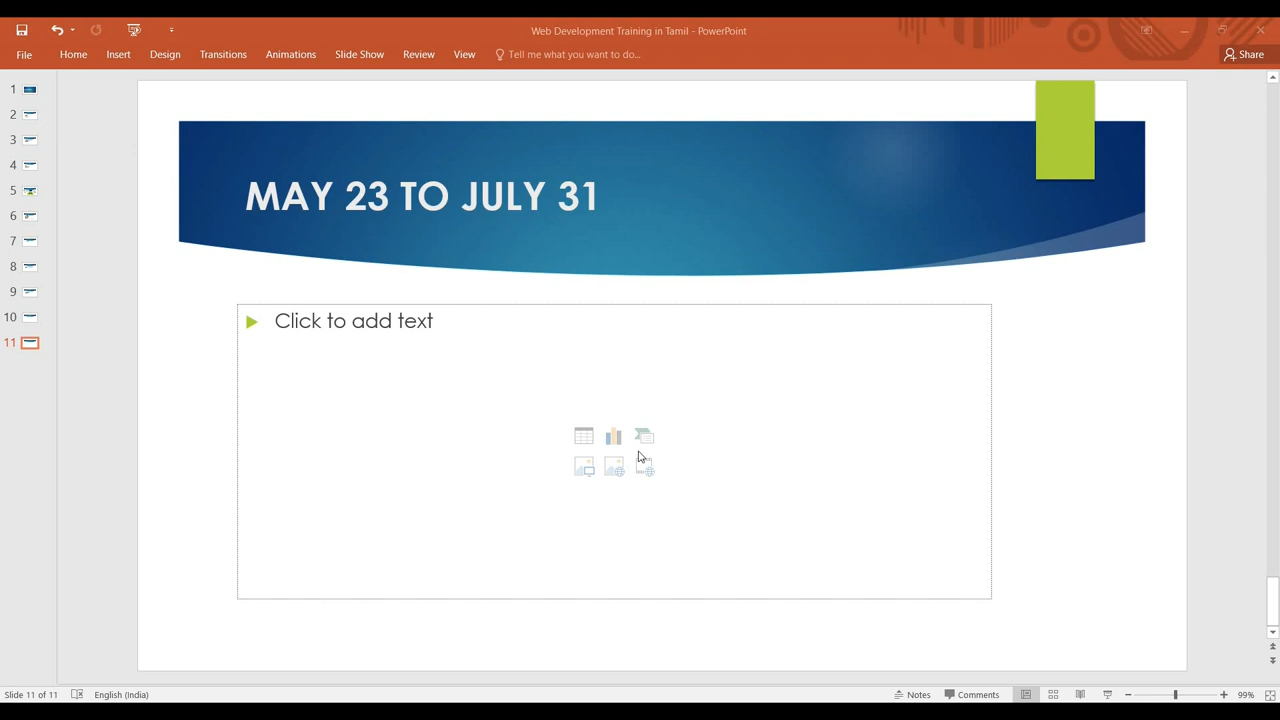 Web Development Training in Tamil - PowerPoint
File Home Insert Design Transitions Animations Slide Show Review View Tell me what you want to do... Share
1
2
3
4
5
6
7
8
9
10
11
MAY 23 TO JULY 31
Click to add text
Slide 11 of 11 English (India) Notes Comments 99%